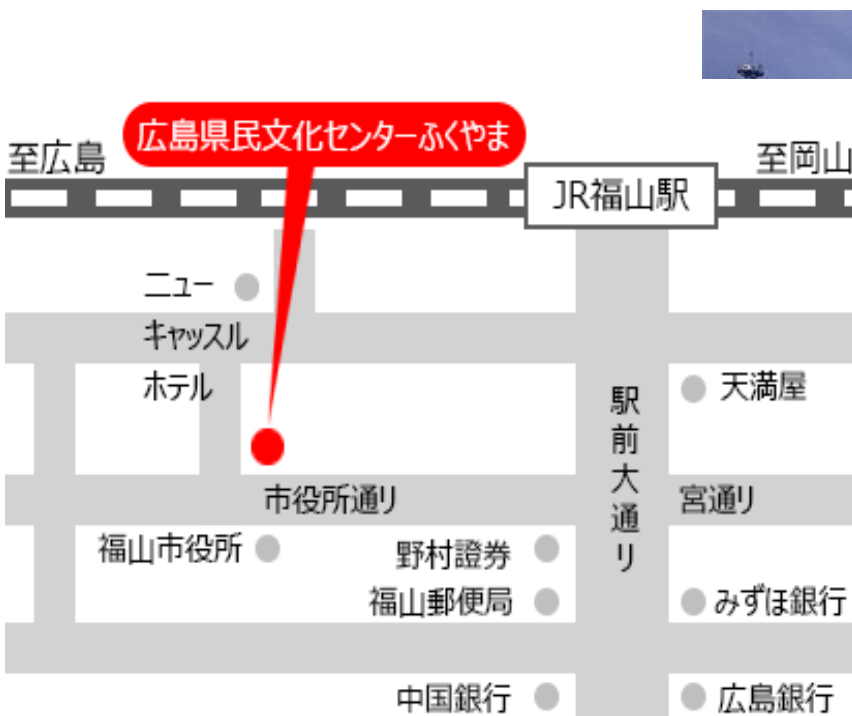 広島県民文化センターふくやま
至広島
至岡山
JR福山駅
ニュー
キャッスル
ホテル
天満屋
駅前大通り
市役所通り
宮通り
福山市役所
野村證券
福山郵便局
みずほ銀行
中国銀行
広島銀行